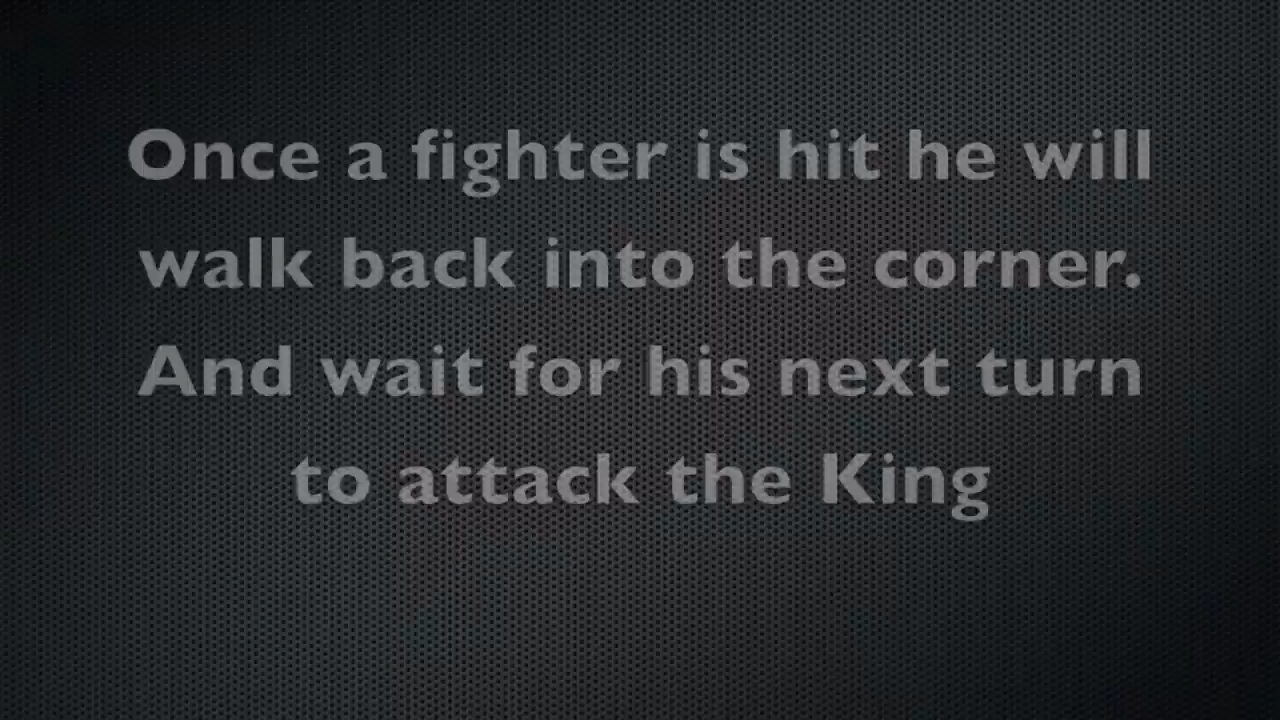 Once a fighter is hit he will
walk back into the corner.
And wait for his next turn
to attack the King